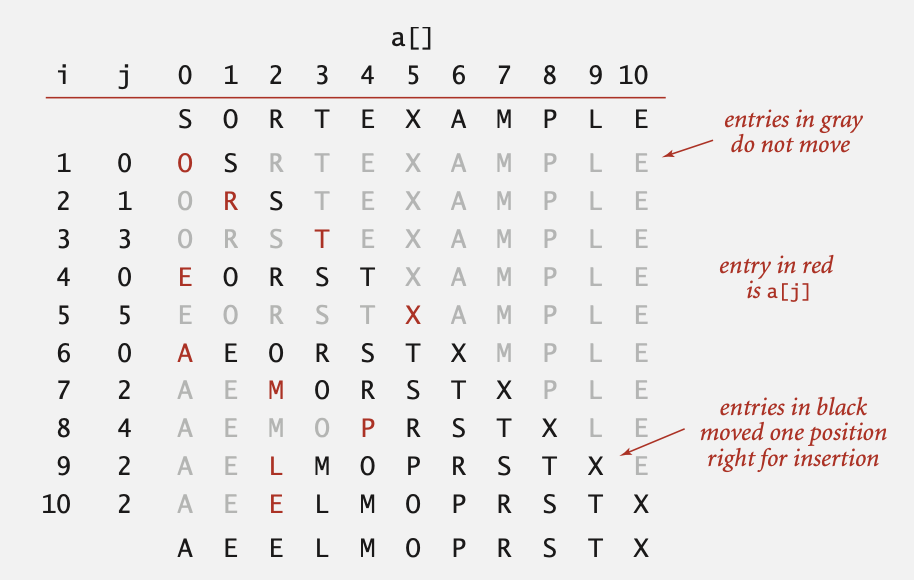 a[]
i j 0 1 2 3 4 5 6 7 8 9 10
S O R T E X A M P L E
entries in gray
do not move
1 0 O S R T E X A M P L E
2 1 O R S T E X A M P L E
3 3 O R S T E X A M P L E
4 0 E O R S T X A M P L E
entry in red
is a[j]
5 5 E O R S T X A M P L E
6 0 A E O R S T X M P L E
7 2 A E M O R S T X P L E
8 4 A E M O P R S T X L E
entries in black
moved one position
right for insertion
9 2 A E L M O P R S T X E
10 2 A E E L M O P R S T X
A E E L M O P R S T X